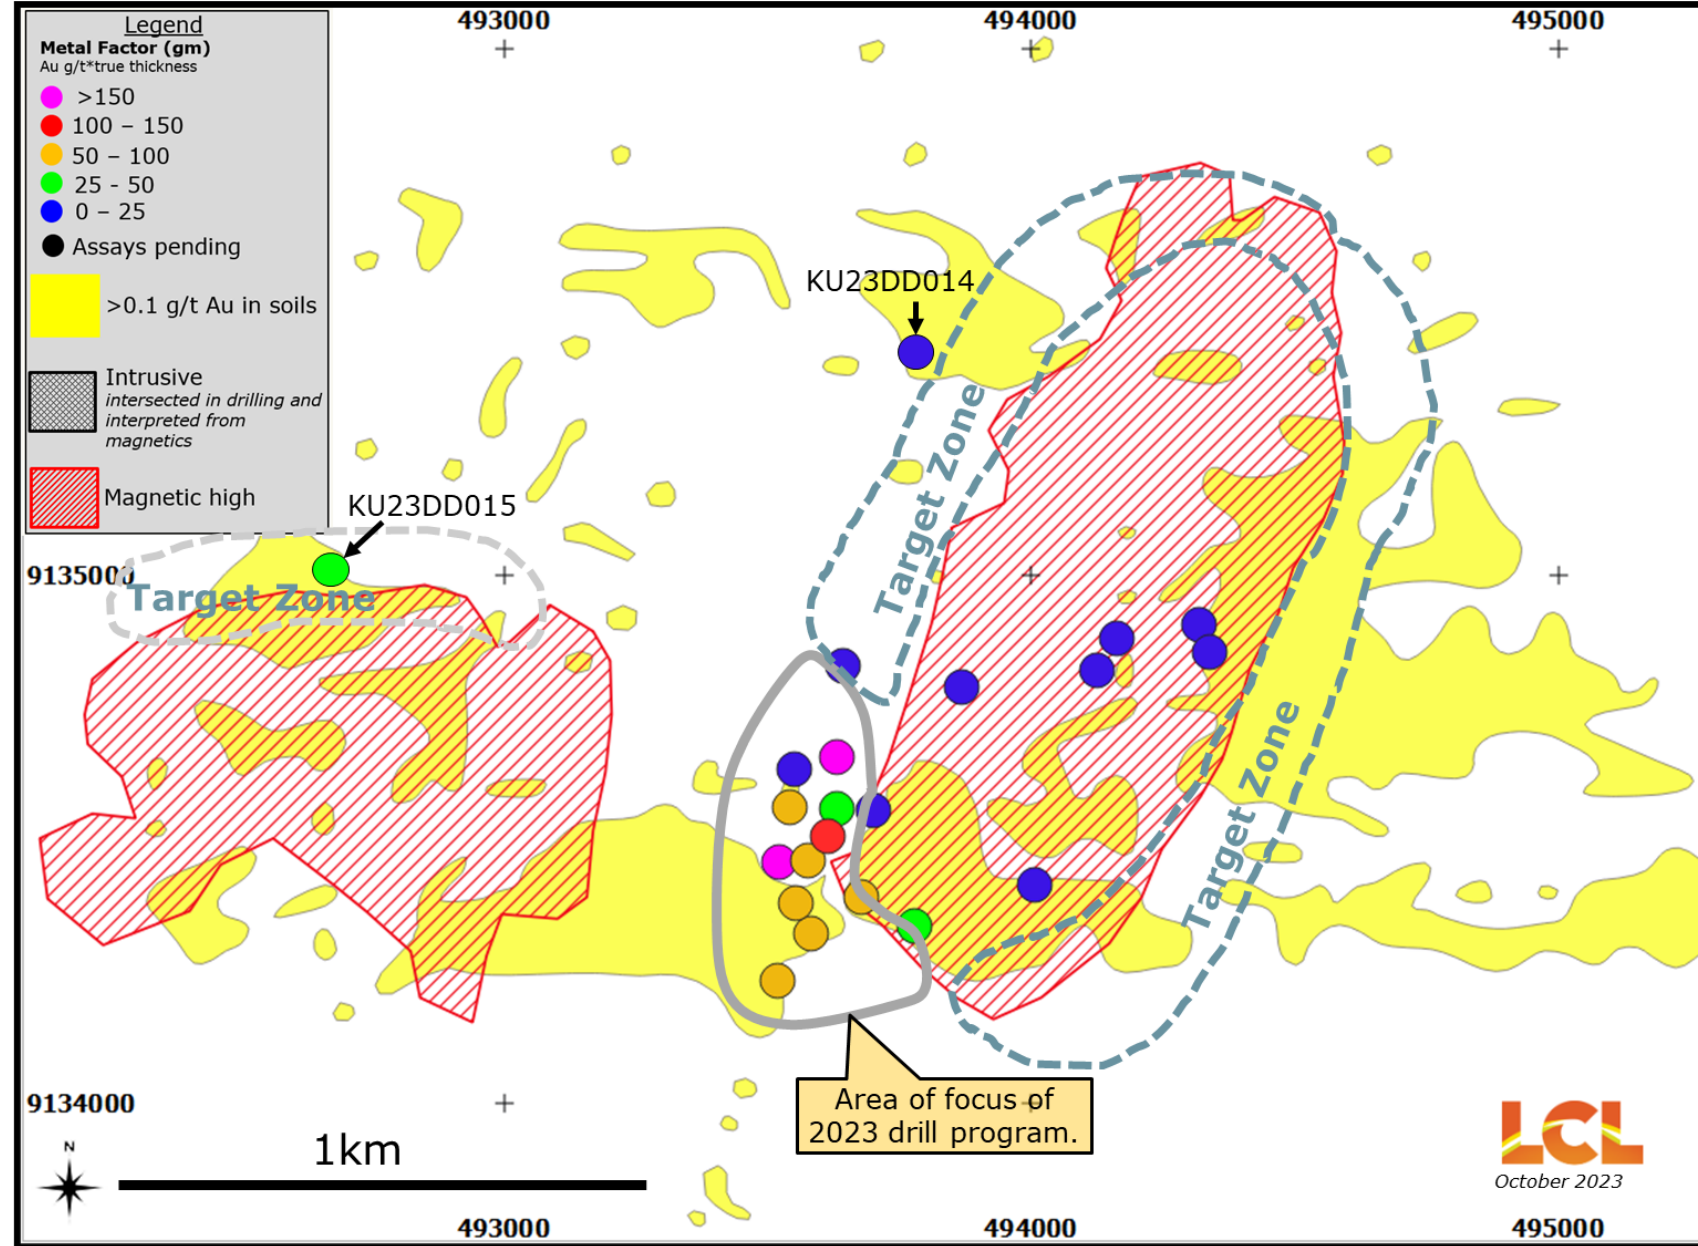 493000
494000
495000
Legend
Metal Factor (gm)
Au g/t*true thickness
>150
100 – 150
50 – 100
25 - 50
0 – 25
Assays pending
>0.1 g/t Au in soils
Intrusive
intersected in drilling and
interpreted from
magnetics
Magnetic high
KU23DD014
KU23DD015
9135000
Target Zone
Target Zone
Target Zone
Area of focus of
2023 drill program.
9134000
N
1km
LCL
October 2023
493000
494000
495000